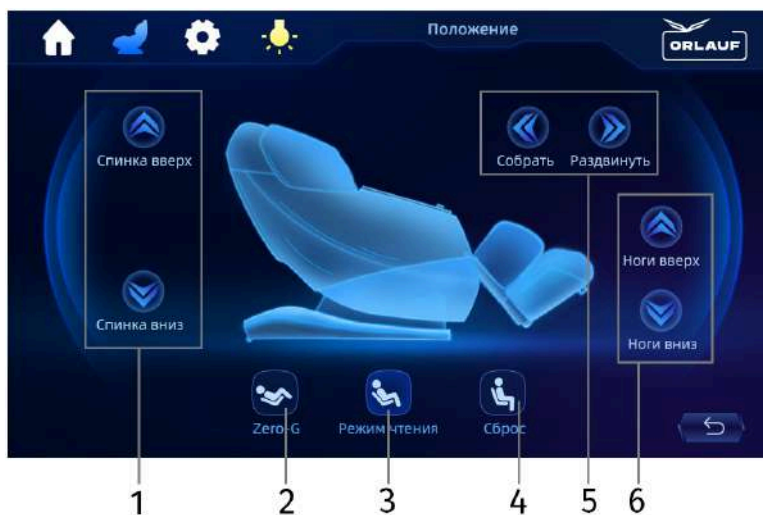 Положение
ORLAUF
Спинка вверх
Собрать Раздвинуть
Ноги вверх
Спинка вниз
Ноги вниз
Zero-G Режим чтения Сброс
1 2 3 4 5 6